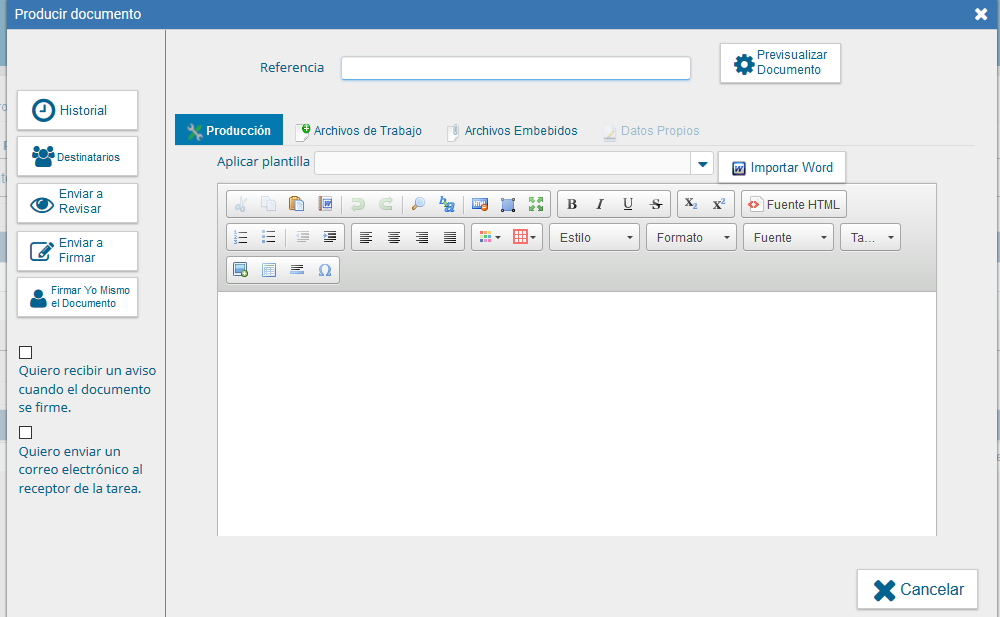 Producir documento
Referencia
Previsualizar
Documento
Historial
Destinatarios
Enviar a
Revisar
Enviar a
Firmar
Firmar Yo Mismo
el Documento
Quiero recibir un aviso
cuando el documento
se firme.
Quiero enviar un
correo electrónico al
receptor de la tarea.
Producción
Archivos de Trabajo
Archivos Embebidos
Datos Propios
Aplicar plantilla
Importar Word
B I U S X₂ X² Fuente HTML
Estilo Formato Fuente Ta...
Ω
Cancelar